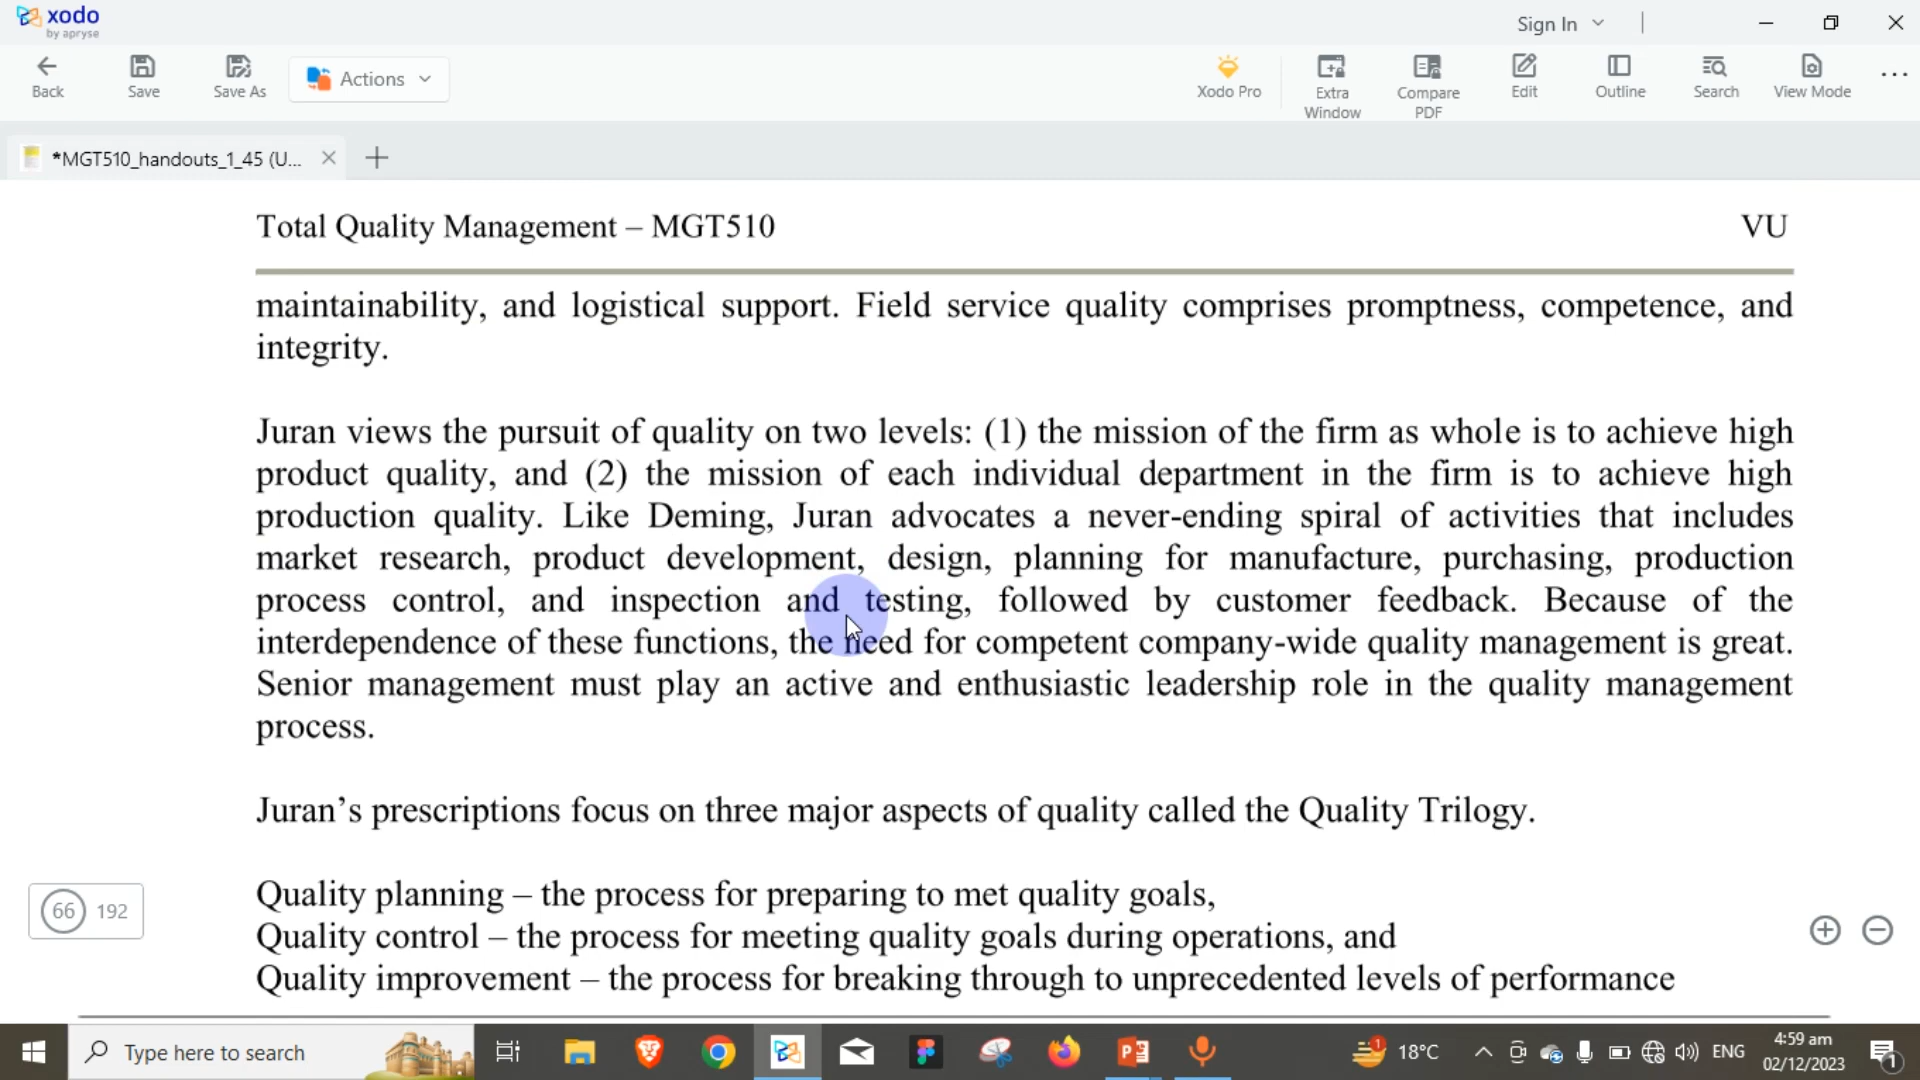 xodo
by apryse
Sign In
Back
Save
Save As
Actions
Xodo Pro
Extra
Window
Compare
PDF
Edit
Outline
Search
View Mode
*MGT510_handouts_1_45 (U...
Total Quality Management – MGT510 VU
maintainability, and logistical support. Field service quality comprises promptness, competence, and
integrity.
Juran views the pursuit of quality on two levels: (1) the mission of the firm as whole is to achieve high
product quality, and (2) the mission of each individual department in the firm is to achieve high
production quality. Like Deming, Juran advocates a never-ending spiral of activities that includes
market research, product development, design, planning for manufacture, purchasing, production
process control, and inspection and testing, followed by customer feedback. Because of the
interdependence of these functions, the need for competent company-wide quality management is great.
Senior management must play an active and enthusiastic leadership role in the quality management
process.
Juran’s prescriptions focus on three major aspects of quality called the Quality Trilogy.
Quality planning – the process for preparing to met quality goals,
Quality control – the process for meeting quality goals during operations, and
Quality improvement – the process for breaking through to unprecedented levels of performance
66 192
Type here to search
1
18°C
ENG
4:59 am
02/12/2023
1